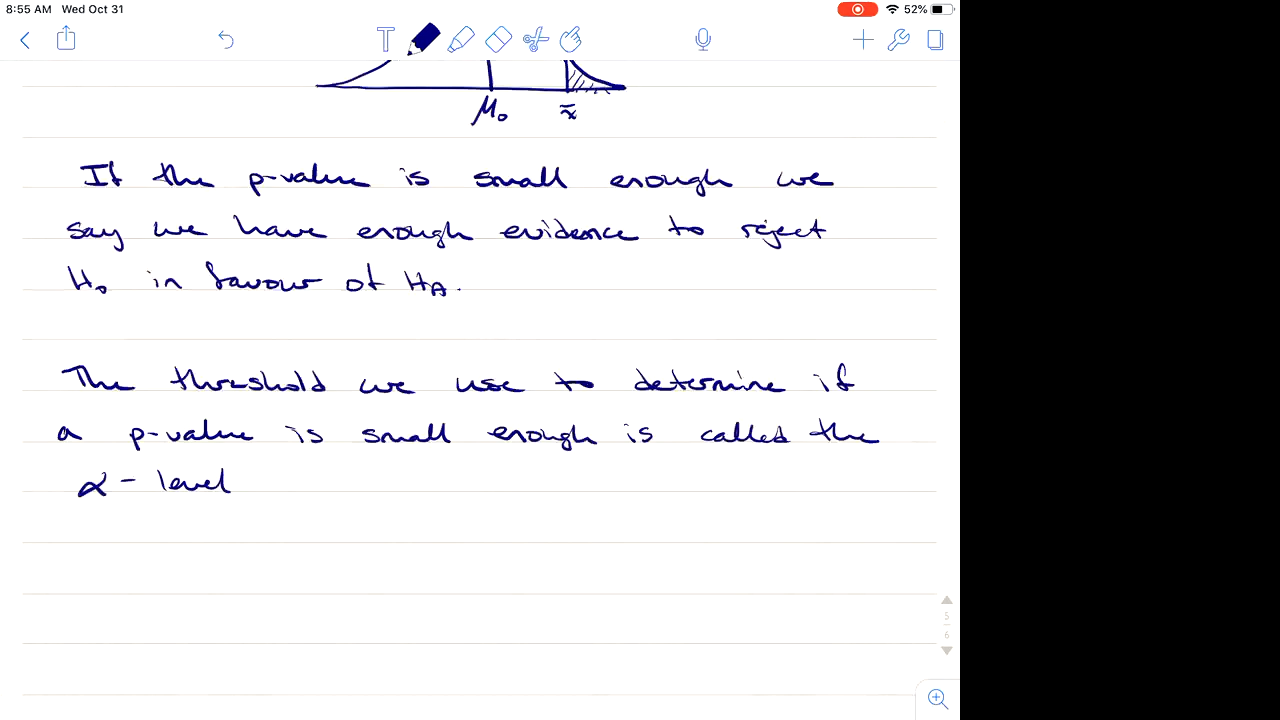 8:55 AM Wed Oct 31
52%
T
μ₀ x̄
If the p-value is small enough we
say we have enough evidence to reject
H₀ in favour of HA.
The threshold we use to determine if
a p-value is small enough is called the
α - level
5
6